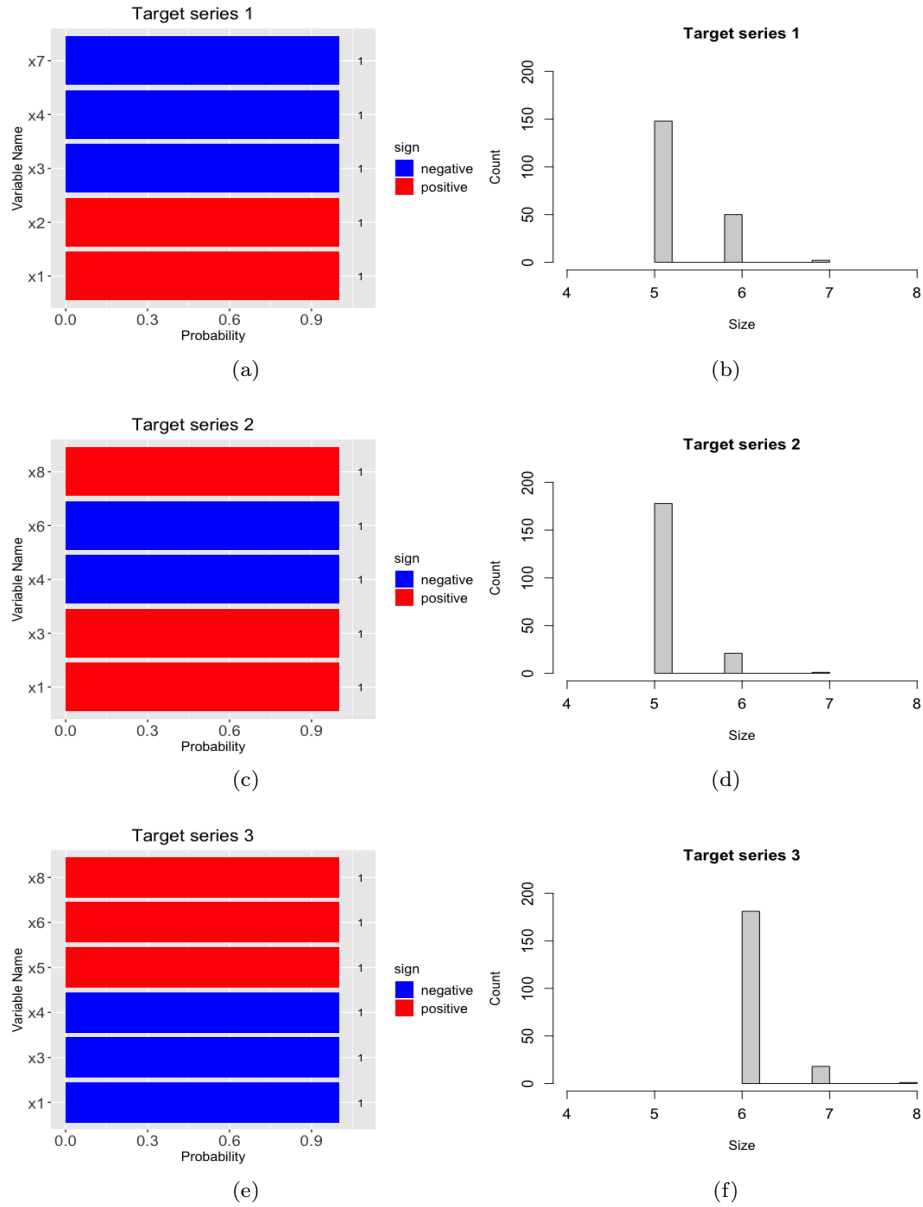 Target series 1
Variable Name
x7
x4
x3
x2
x1
1
1
1
1
1
0.0 0.3 0.6 0.9
Probability
sign
negative
positive
(a)
Target series 1
Count
200
150
100
50
0
4 5 6 7 8
Size
(b)
Target series 2
Variable Name
x8
x6
x4
x3
x1
1
1
1
1
1
0.0 0.3 0.6 0.9
Probability
sign
negative
positive
(c)
Target series 2
Count
200
150
100
50
0
4 5 6 7 8
Size
(d)
Target series 3
Variable Name
x8
x6
x5
x4
x3
x1
1
1
1
1
1
1
0.0 0.3 0.6 0.9
Probability
sign
negative
positive
(e)
Target series 3
Count
200
150
100
50
0
4 5 6 7 8
Size
(f)